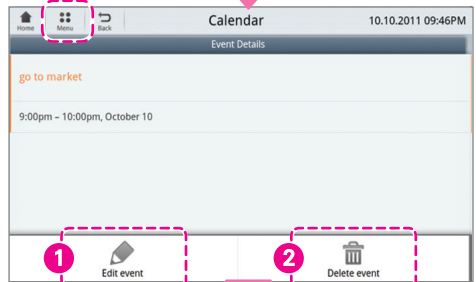 Home Menu Back Calendar 10.10.2011 09:46PM
Event Details
go to market
9:00pm – 10:00pm, October 10
1 2
Edit event Delete event